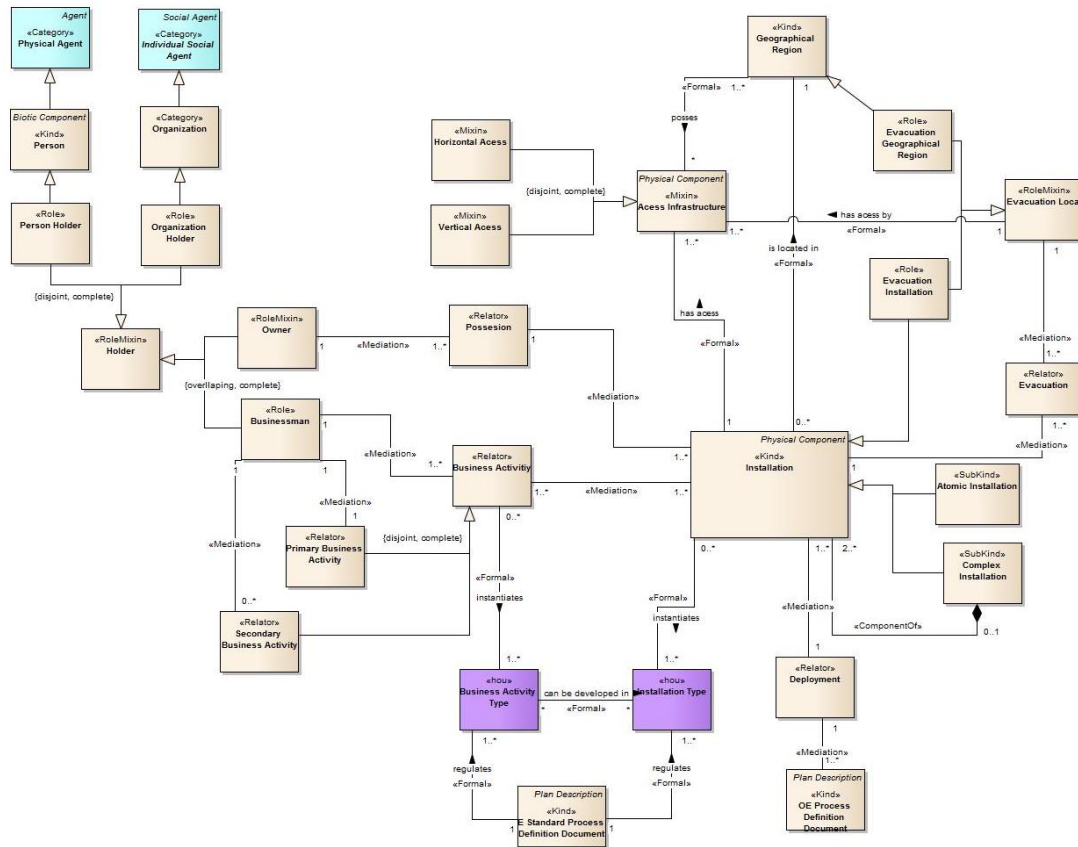 Agent
«Category»
Physical Agent
Social Agent
«Category»
Individual Social
Agent
Biotic Component
«Kind»
Person
«Category»
Organization
«Role»
Person Holder
«Role»
Organization
Holder
{disjoint, complete}
«RoleMixin»
Holder
«Kind»
Geographical
Region
«Formal»
1..*
1
posses
*
«Role»
Evacuation
Geographical
Region
«Mixin»
Horizontal Acess
«Mixin»
Vertical Acess
{disjoint, complete}
Physical Component
«Mixin»
Acess Infrastructure
1..*
1..*
has acess by
«Formal»
1
«RoleMixin»
Evacuation Local
1
is located in
«Formal»
«Role»
Evacuation
Installation
has acess
«Formal»
«Mediation»
1..*
«Relator»
Evacuation
1..*
«Mediation»
1
«RoleMixin»
Owner
1
«Mediation»
1..*
«Relator»
Possesion
1
«Mediation»
1..*
{overllaping, complete}
«Role»
Businessman
1
«Mediation»
1..*
«Relator»
Business Activitiy
1..*
«Mediation»
1..*
1
0..*
Physical Component
«Kind»
Installation
«SubKind»
Atomic Installation
«SubKind»
Complex
Installation
0..1
«ComponentOf»
2..*
1
1
«Mediation»
1
«Relator»
Primary Business
Activity
{disjoint, complete}
«Mediation»
0..*
«Relator»
Secondary
Business Activity
0..*
«Formal»
instantiates
1..*
0..*
«Formal»
instantiates
1..*
1..*
«Mediation»
1
«Relator»
Deployment
1
«Mediation»
1..*
Plan Description
«Kind»
OE Process
Definition
Document
«hou»
Business Activity
Type
can be developed in
«Formal»
*
*
«hou»
Installation Type
1..*
regulates
«Formal»
1
1..*
regulates
«Formal»
1
Plan Description
«Kind»
E Standard Process
Definition Document